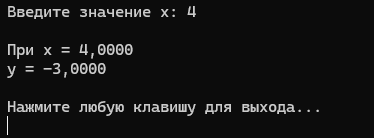 Введите значение x: 4
При x = 4,0000
y = -3,0000
Нажмите любую клавишу для выхода...